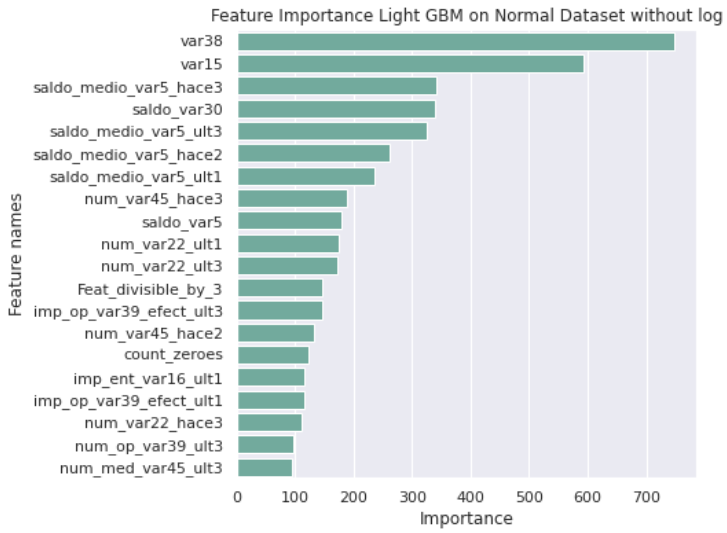 Feature Importance Light GBM on Normal Dataset without log
var38
var15
saldo_medio_var5_hace3
saldo_var30
saldo_medio_var5_ult3
saldo_medio_var5_hace2
saldo_medio_var5_ult1
num_var45_hace3
saldo_var5
num_var22_ult1
num_var22_ult3
Feat_divisible_by_3
imp_op_var39_efect_ult3
num_var45_hace2
count_zeroes
imp_ent_var16_ult1
imp_op_var39_efect_ult1
num_var22_hace3
num_op_var39_ult3
num_med_var45_ult3
Feature names
0 100 200 300 400 500 600 700
Importance